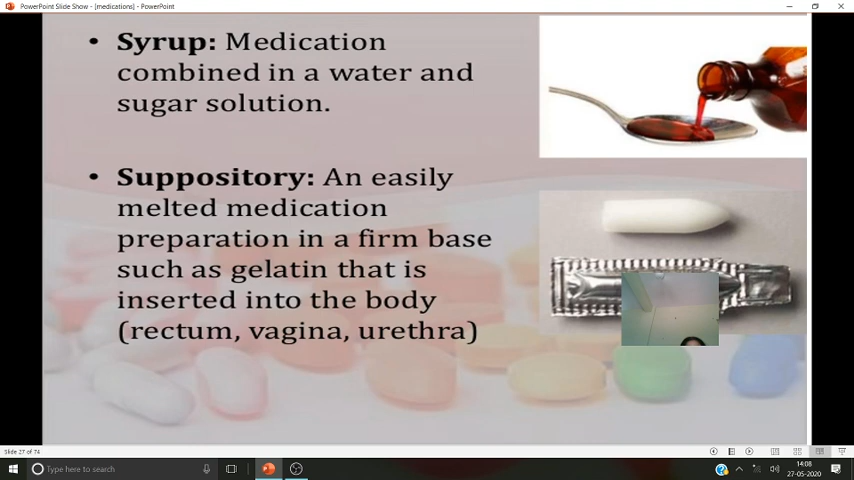 PowerPoint Slide Show - [medications] - PowerPoint
• Syrup: Medication
combined in a water and
sugar solution.
• Suppository: An easily
melted medication
preparation in a firm base
such as gelatin that is
inserted into the body
(rectum, vagina, urethra)
Slide 27 of 74
Type here to search
14:08
27-05-2020